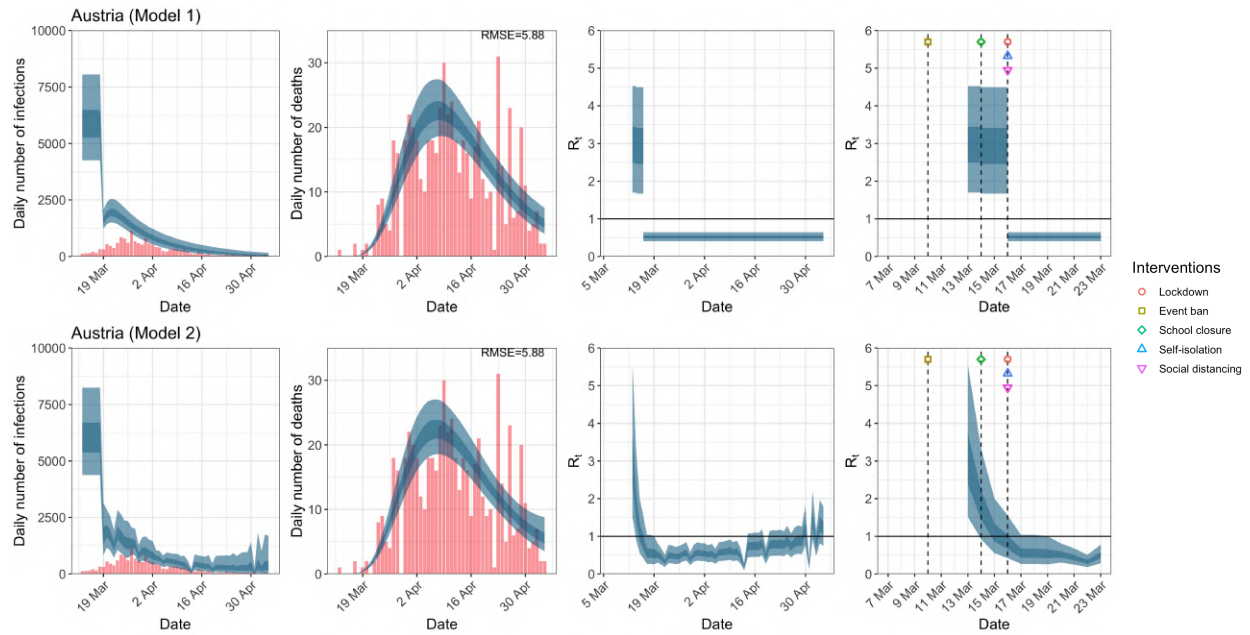 Austria (Model 1)
Daily number of infections
10000
7500
5000
2500
0
19 Mar
2 Apr
16 Apr
30 Apr
Date
RMSE=5.88
Daily number of deaths
30
20
10
0
19 Mar
2 Apr
16 Apr
30 Apr
Date
Rt
6
5
4
3
2
1
0
5 Mar
19 Mar
2 Apr
16 Apr
30 Apr
Date
Rt
6
5
4
3
2
1
0
7 Mar
9 Mar
11 Mar
13 Mar
15 Mar
17 Mar
19 Mar
21 Mar
23 Mar
Date
Austria (Model 2)
Daily number of infections
10000
7500
5000
2500
0
19 Mar
2 Apr
16 Apr
30 Apr
Date
RMSE=5.88
Daily number of deaths
30
20
10
0
19 Mar
2 Apr
16 Apr
30 Apr
Date
Rt
6
5
4
3
2
1
0
5 Mar
19 Mar
2 Apr
16 Apr
30 Apr
Date
Rt
6
5
4
3
2
1
0
7 Mar
9 Mar
11 Mar
13 Mar
15 Mar
17 Mar
19 Mar
21 Mar
23 Mar
Date
Interventions
Lockdown
Event ban
School closure
Self-isolation
Social distancing